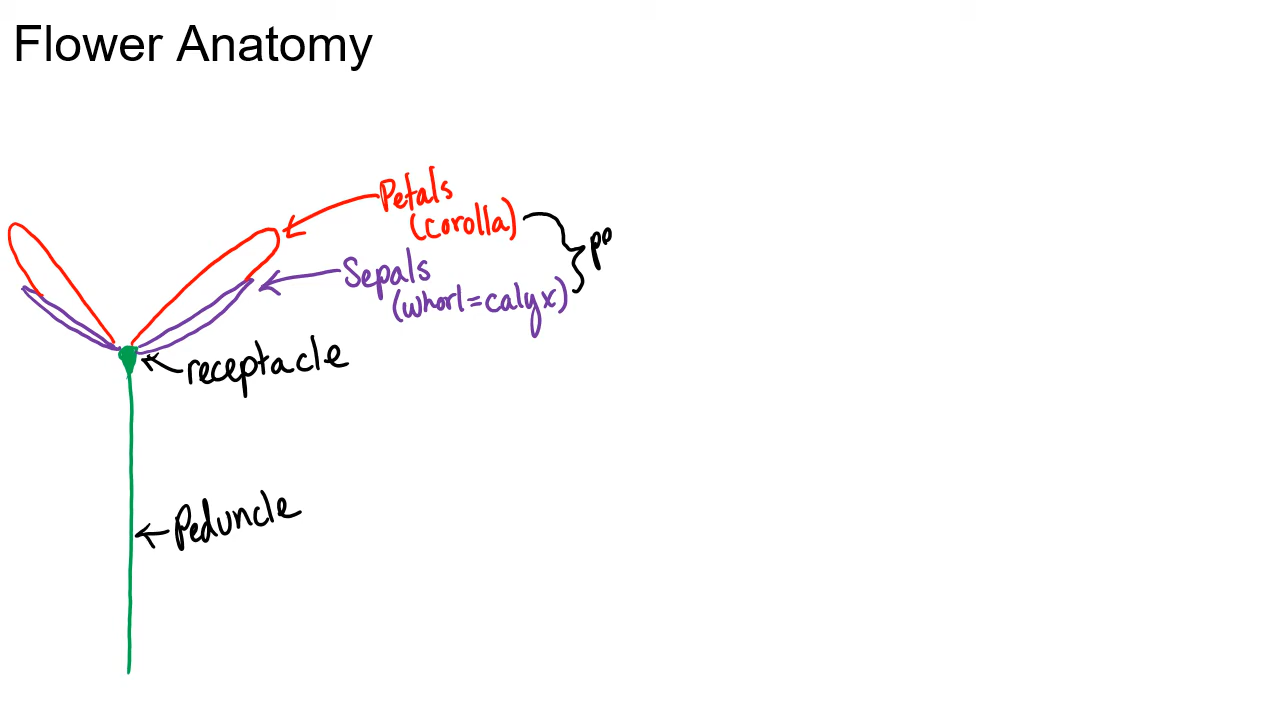 Flower Anatomy
Petals
(corolla)
Sepals
(whorl=calyx)
receptacle
Peduncle